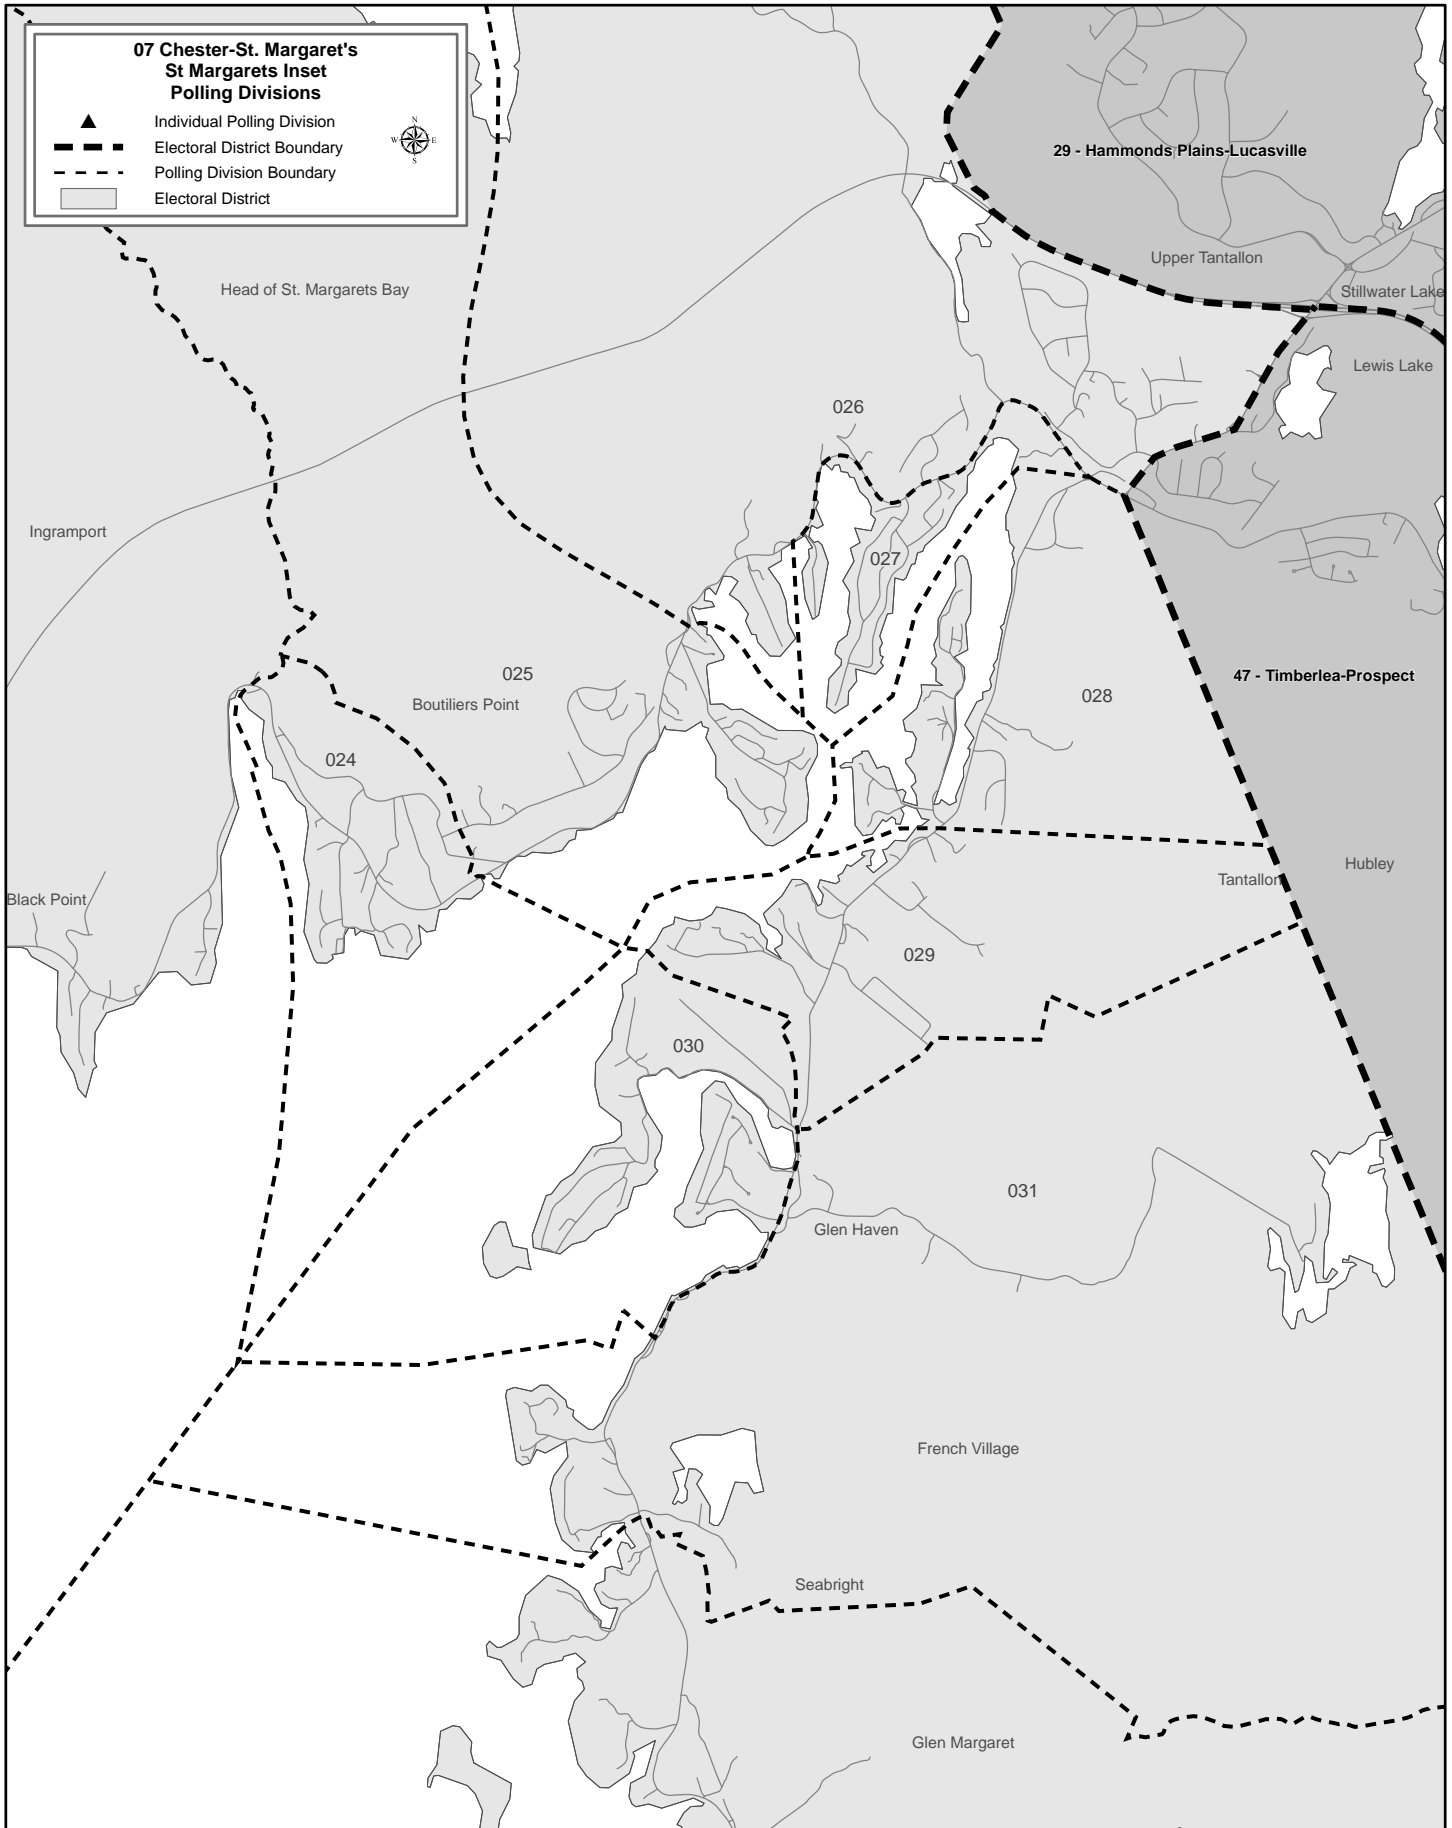 07 Chester-St. Margaret's
St Margarets Inset
Polling Divisions
Individual Polling Division
Electoral District Boundary
Polling Division Boundary
Electoral District
N
W E
S
29 - Hammonds Plains-Lucasville
Upper Tantallon
Head of St. Margarets Bay
Stillwater Lake
Lewis Lake
026
Ingramport
027
025
47 - Timberlea-Prospect
028
Boutiliers Point
024
Hubley
Tantallon
Black Point
029
030
031
Glen Haven
French Village
Seabright
Glen Margaret